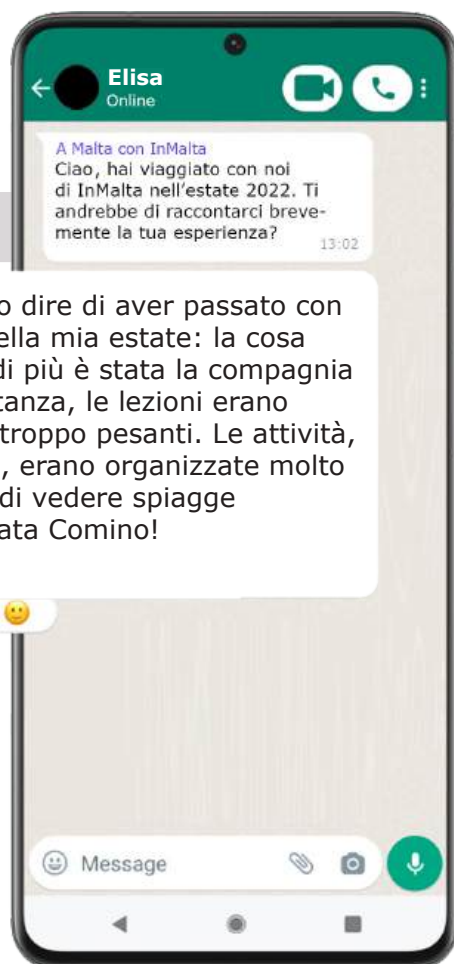 Elisa
Online
A Malta con InMalta
Ciao, hai viaggiato con noi
di InMalta nell'estate 2022. Ti
andrebbe di raccontarci breve-
mente la tua esperienza?
13:02
o dire di aver passato con
ella mia estate: la cosa
di più è stata la compagnia
tanza, le lezioni erano
troppo pesanti. Le attività,
, erano organizzate molto
di vedere spiagge
ata Comino!
Message